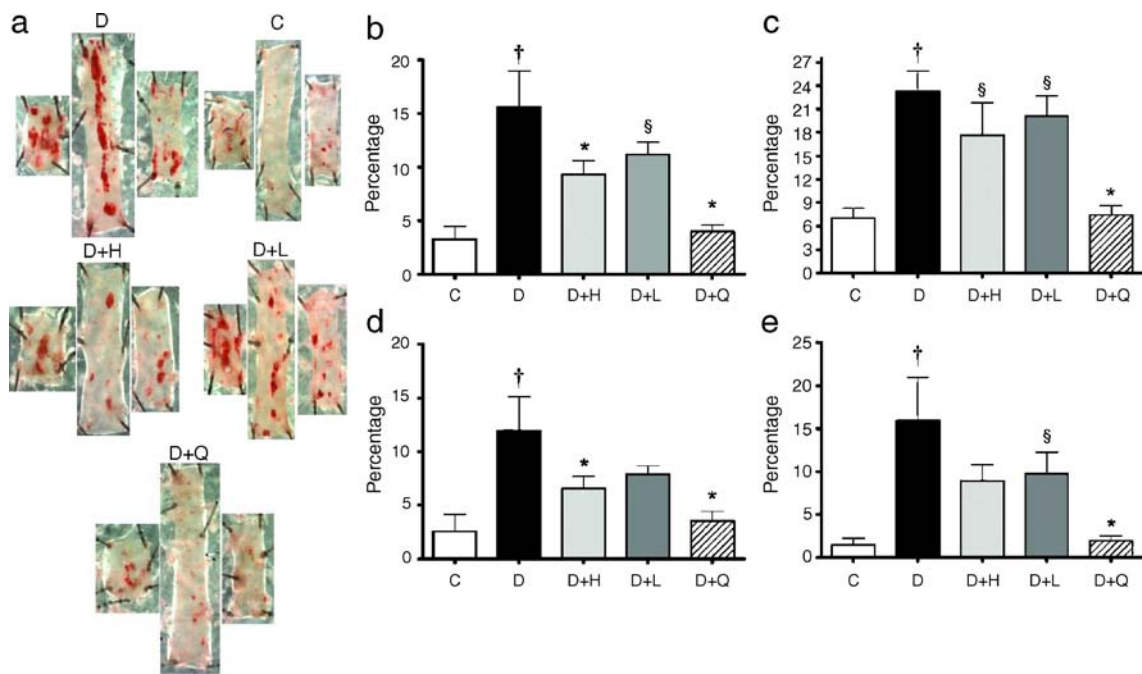 a
D
C
D+H
D+L
D+Q
b
Percentage
20
15
10
5
0
†
*
§
*
C
D
D+H
D+L
D+Q
c
Percentage
27
24
21
18
15
12
9
6
3
0
†
§
§
*
C
D
D+H
D+L
D+Q
d
Percentage
20
15
10
5
0
†
*
*
C
D
D+H
D+L
D+Q
e
Percentage
25
20
15
10
5
0
†
§
*
C
D
D+H
D+L
D+Q